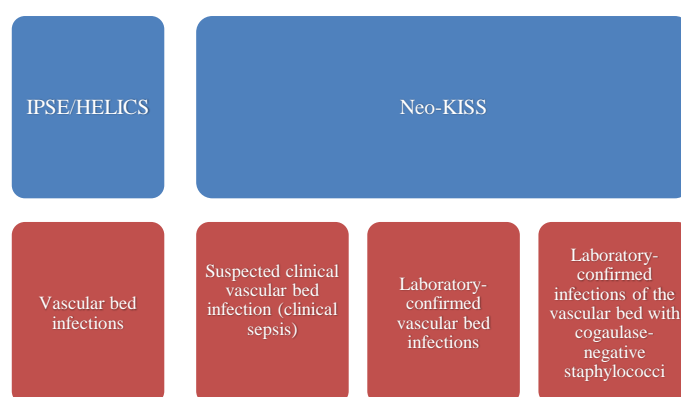 IPSE/HELICS
Neo-KISS
Vascular bed
infections
Suspected clinical
vascular bed
infection (clinical
sepsis)
Laboratory-
confirmed
vascular bed
infections
Laboratory-
confirmed
infections of the
vascular bed with
cogaulase-
negative
staphylococci